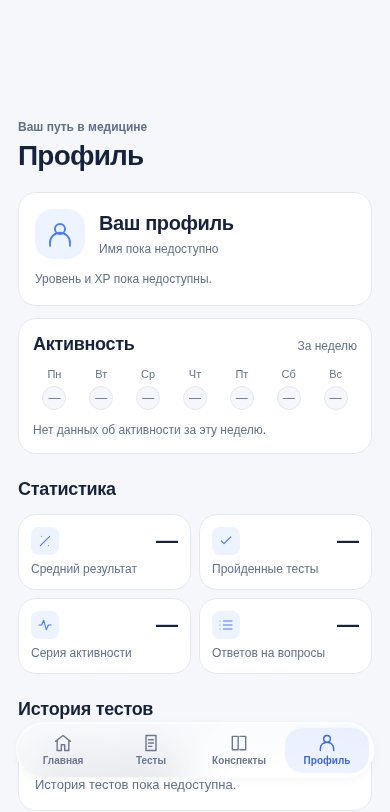 Ваш путь в медицине
Профиль
Ваш профиль
Имя пока недоступно
Уровень и XP пока недоступны.
Активность За неделю
Пн Вт Ср Чт Пт Сб Вс
— — — — — — —
Нет данных об активности за эту неделю.
Статистика
— —
Средний результат Пройденные тесты
— —
Серия активности Ответов на вопросы
История тестов
Главная Тесты Конспекты Профиль
История тестов пока недоступна.